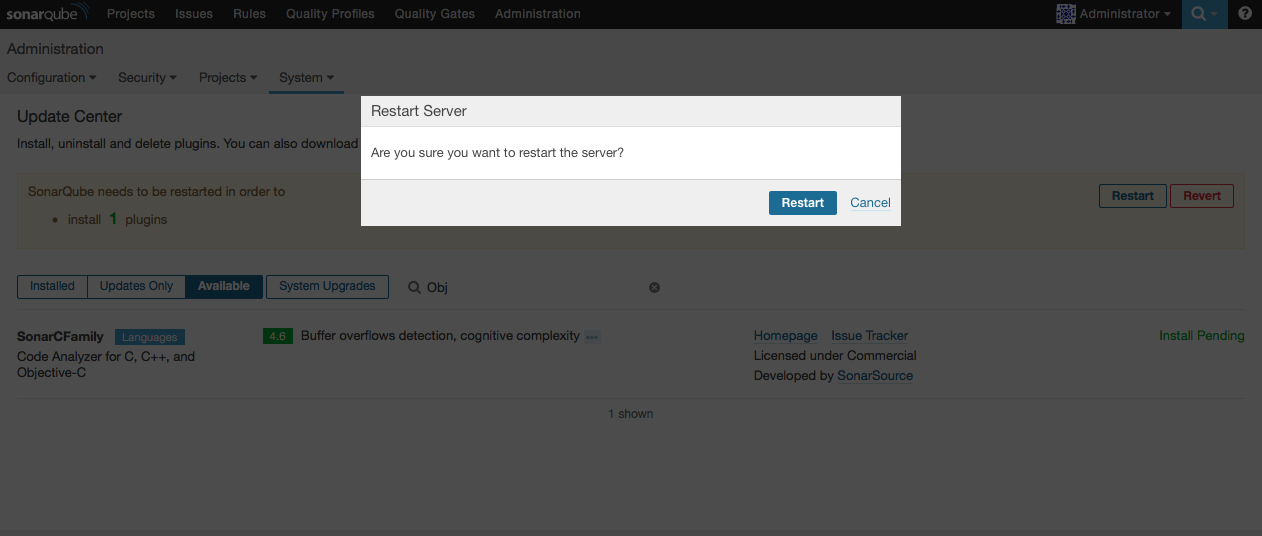 sonarqube Projects Issues Rules Quality Profiles Quality Gates Administration Administrator ?
Administration
Configuration Security Projects System
Update Center
Install, uninstall and delete plugins. You can also download
SonarQube needs to be restarted in order to
• install 1 plugins
Restart Revert
Restart Server
Are you sure you want to restart the server?
Restart Cancel
Installed Updates Only Available System Upgrades Obj
SonarCFamily Languages 4.6 Buffer overflows detection, cognitive complexity ... Homepage Issue Tracker Install Pending
Code Analyzer for C, C++, and Licensed under Commercial
Objective-C Developed by SonarSource
1 shown